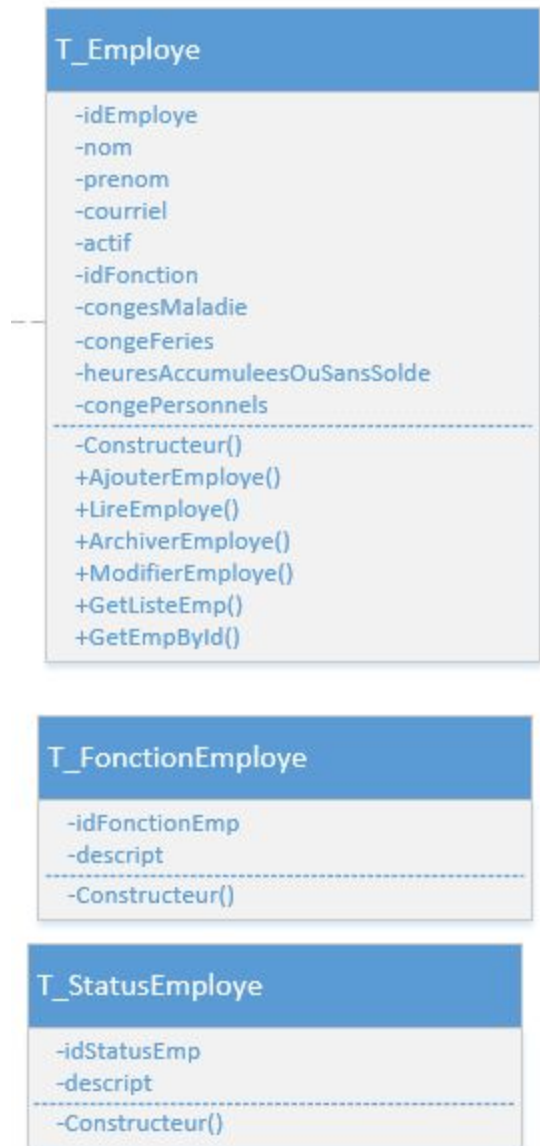 T_Employe
-idEmploye
-nom
-prenom
-courriel
-actif
-idFonction
-congesMaladie
-congeFeries
-heuresAccumuleesOuSansSolde
-congePersonnels
-Constructeur()
+AjouterEmploye()
+LireEmploye()
+ArchiverEmploye()
+ModifierEmploye()
+GetListeEmp()
+GetEmpById()
T_FonctionEmploye
-idFonctionEmp
-descript
-Constructeur()
T_StatusEmploye
-idStatusEmp
-descript
-Constructeur()